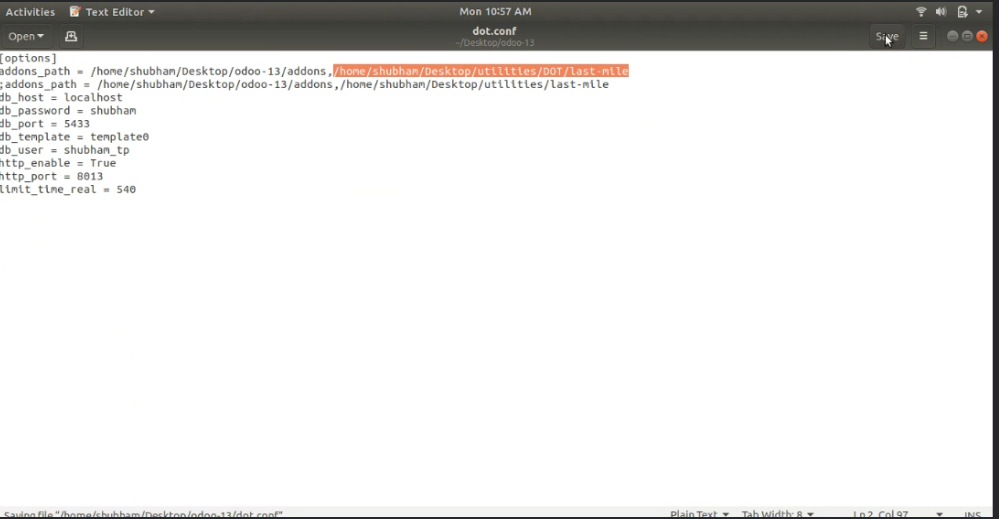 Activities Text Editor Mon 10:57 AM
Open dot.conf Save
~/Desktop/odoo-13
[options]
addons_path = /home/shubham/Desktop/odoo-13/addons,/home/shubham/Desktop/utilities/DOT/last-mile
;addons_path = /home/shubham/Desktop/odoo-13/addons,/home/shubham/Desktop/utilities/last-mile
db_host = localhost
db_password = shubham
db_port = 5433
db_template = template0
db_user = shubham_tp
http_enable = True
http_port = 8013
limit_time_real = 540
Saving file "/home/shubham/Desktop/odoo-13/dot.conf" Plain Text Tab Width: 8 Ln 2, Col 97 INS